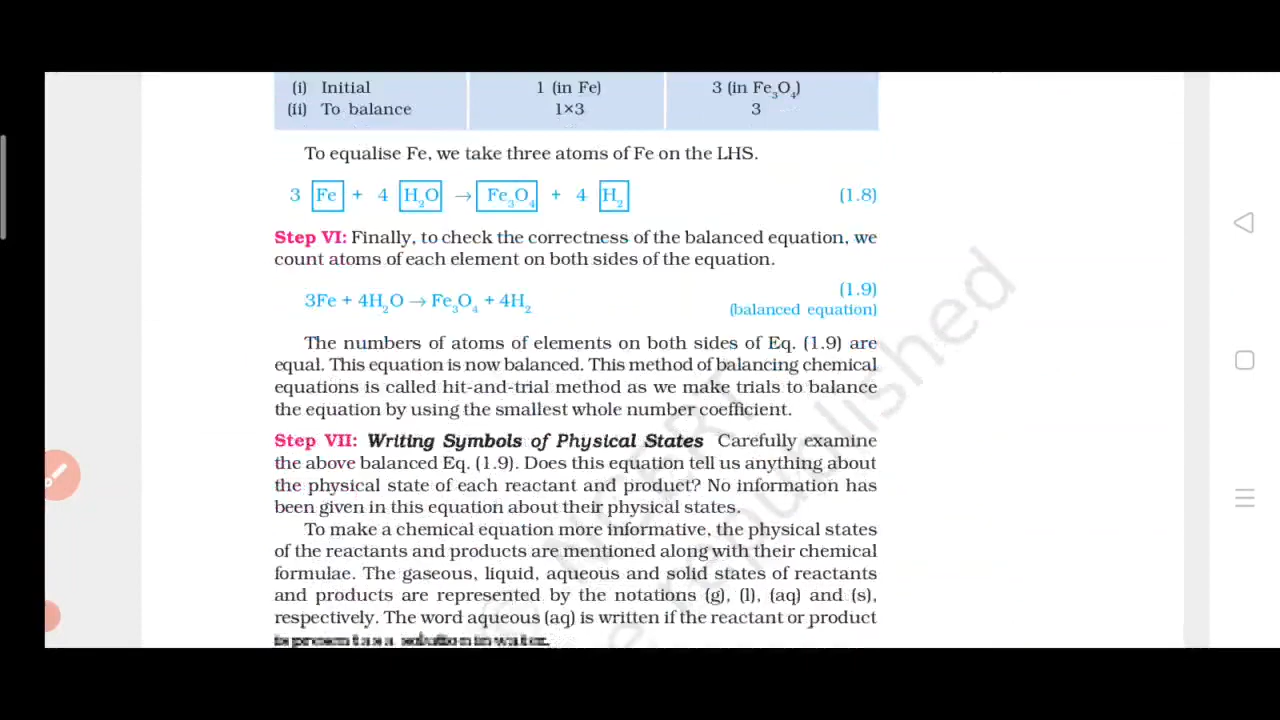 (i) Initial 1 (in Fe) 3 (in Fe₃O₄)
(ii) To balance 1×3 3
To equalise Fe, we take three atoms of Fe on the LHS.
3 Fe + 4 H₂O → Fe₃O₄ + 4 H₂ (1.8)
Step VI: Finally, to check the correctness of the balanced equation, we
count atoms of each element on both sides of the equation.
3Fe + 4H₂O → Fe₃O₄ + 4H₂ (1.9)
(balanced equation)
The numbers of atoms of elements on both sides of Eq. (1.9) are
equal. This equation is now balanced. This method of balancing chemical
equations is called hit-and-trial method as we make trials to balance
the equation by using the smallest whole number coefficient.
Step VII: Writing Symbols of Physical States Carefully examine
the above balanced Eq. (1.9). Does this equation tell us anything about
the physical state of each reactant and product? No information has
been given in this equation about their physical states.
To make a chemical equation more informative, the physical states
of the reactants and products are mentioned along with their chemical
formulae. The gaseous, liquid, aqueous and solid states of reactants
and products are represented by the notations (g), (l), (aq) and (s),
respectively. The word aqueous (aq) is written if the reactant or product
is present as a solution in water.
© NCERT
republished